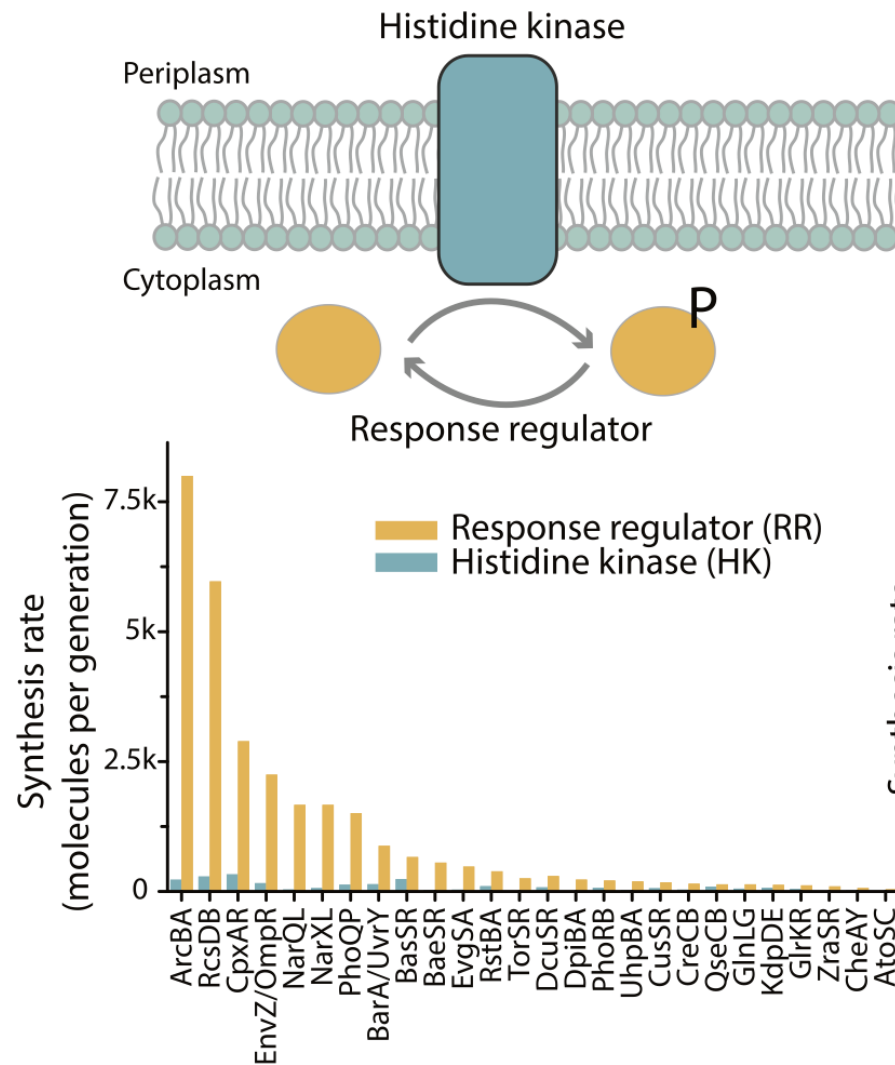 Histidine kinase
Periplasm
Cytoplasm
P
Response regulator
Synthesis rate
(molecules per generation)
7.5k
5k
2.5k
0
Response regulator (RR)
Histidine kinase (HK)
ArcBA
RcsDB
CpxAR
EnvZ/OmpR
NarQL
NarXL
PhoQP
BarA/UvrY
BasSR
BaeSR
EvgSA
RstBA
TorSR
DcuSR
DpiBA
PhoRB
UhpBA
CusSR
CreCB
QseCB
GlnLG
KdpDE
GlrKR
ZraSR
CheAY
AtoSC